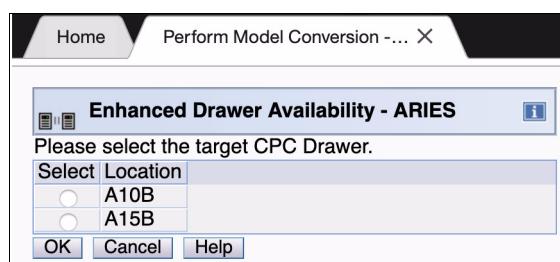 Home Perform Model Conversion -... X
Enhanced Drawer Availability - ARIES i
Please select the target CPC Drawer.
Select Location
A10B
A15B
OK Cancel Help